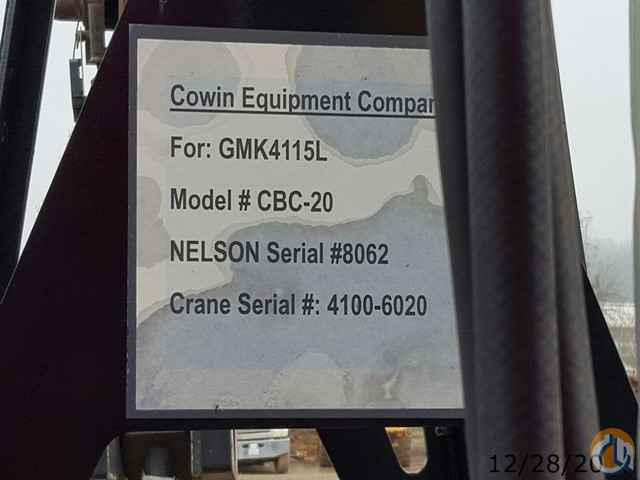 Cowin Equipment Compan
For: GMK4115L
Model # CBC-20
NELSON Serial #8062
Crane Serial #: 4100-6020
12/28/20